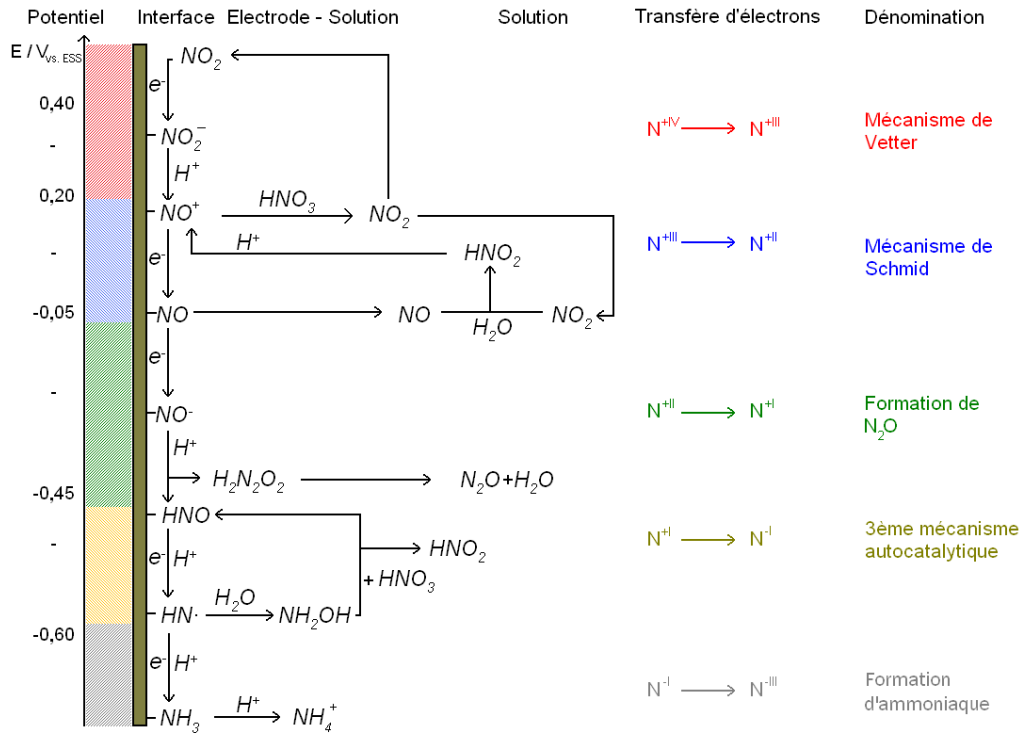 Potentiel Interface Electrode - Solution Solution Transfère d'électrons Dénomination
E / V vs. ESS
NO₂ 
e⁻
0,40
N⁺ᴵⱽ N⁺ᴵᴵᴵ Mécanisme de
Vetter
NO₂⁻
-
H⁺
0,20
HNO₃
NO⁺ NO₂
H⁺
N⁺ᴵᴵᴵ N⁺ᴵᴵ Mécanisme de
Schmid
- e⁻ HNO₂
-0,05 NO NO H₂O NO₂
e⁻
-
NO⁻
N⁺ᴵᴵ N⁺ᴵ Formation de
N₂O
H⁺
H₂N₂O₂ N₂O+H₂O
-0,45
HNO
- e⁻ H⁺ HNO₂
N⁺ᴵ N⁻ᴵ 3ème mécanisme
autocatalytique
+ HNO₃
H₂O
HN· NH₂OH
-0,60
e⁻ H⁺
N⁻ᴵ N⁻ᴵᴵᴵ Formation
d'ammoniaque
H⁺
NH₃ NH₄⁺